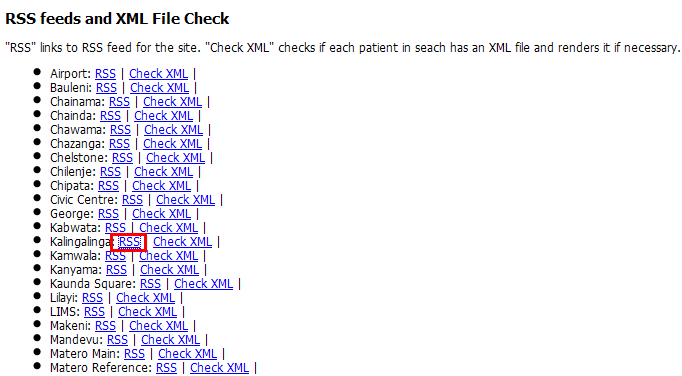 RSS feeds and XML File Check
"RSS" links to RSS feed for the site. "Check XML" checks if each patient in seach has an XML file and renders it if necessary.
Airport: RSS | Check XML |
Bauleni: RSS | Check XML |
Chainama: RSS | Check XML |
Chainda: RSS | Check XML |
Chawama: RSS | Check XML |
Chazanga: RSS | Check XML |
Chelstone: RSS | Check XML |
Chilenje: RSS | Check XML |
Chipata: RSS | Check XML |
Civic Centre: RSS | Check XML |
George: RSS | Check XML |
Kabwata: RSS | Check XML |
Kalingalinga: RSS Check XML |
Kamwala: RSS | Check XML |
Kanyama: RSS | Check XML |
Kaunda Square: RSS | Check XML |
Lilayi: RSS | Check XML |
LIMS: RSS | Check XML |
Makeni: RSS | Check XML |
Mandevu: RSS | Check XML |
Matero Main: RSS | Check XML |
Matero Reference: RSS | Check XML |